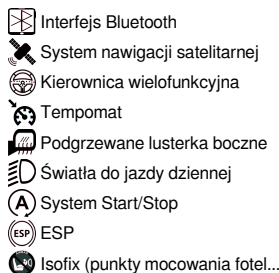 Interfejs Bluetooth
System nawigacji satelitarnej
Kierownica wielofunkcyjna
Tempomat
Podgrzewane lusterka boczne
Światła do jazdy dziennej
A System Start/Stop
ESP ESP
Isofix (punkty mocowania fotel...